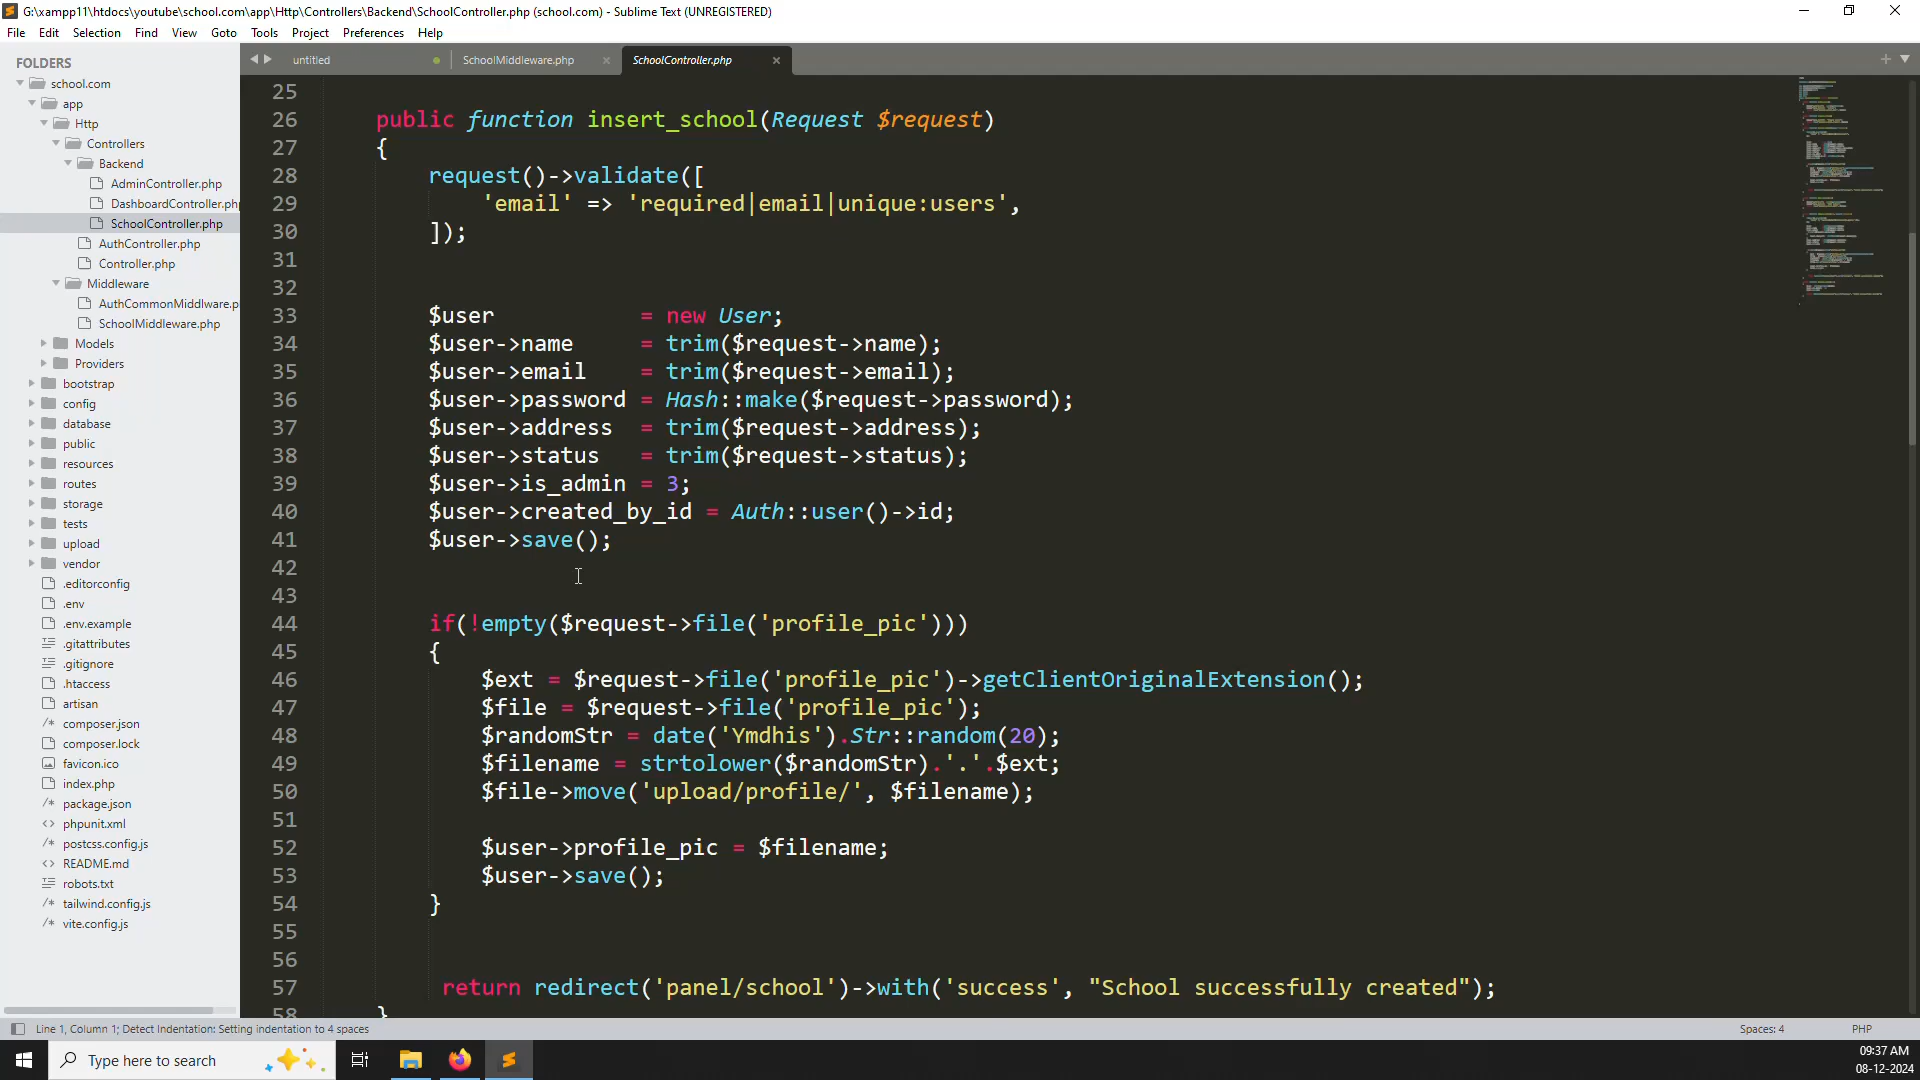 G:\xampp11\htdocs\youtube\school.com\app\Http\Controllers\Backend\SchoolController.php (school.com) - Sublime Text (UNREGISTERED)
File Edit Selection Find View Goto Tools Project Preferences Help
FOLDERS
school.com
app
Http
Controllers
Backend
AdminController.php
DashboardController.php
SchoolController.php
AuthController.php
Controller.php
Middleware
AuthCommonMiddlware.p
SchoolMiddleware.php
Models
Providers
bootstrap
config
database
public
resources
routes
storage
tests
upload
vendor
.editorconfig
.env
.env.example
.gitattributes
.gitignore
.htaccess
artisan
composer.json
composer.lock
favicon.ico
index.php
package.json
phpunit.xml
postcss.config.js
README.md
robots.txt
tailwind.config.js
vite.config.js
untitled SchoolMiddleware.php SchoolController.php
25
26 public function insert_school(Request $request)
27 {
28 request()->validate([
29 'email' => 'required|email|unique:users',
30 ]);
31
32
33 $user = new User;
34 $user->name = trim($request->name);
35 $user->email = trim($request->email);
36 $user->password = Hash::make($request->password);
37 $user->address = trim($request->address);
38 $user->status = trim($request->status);
39 $user->is_admin = 3;
40 $user->created_by_id = Auth::user()->id;
41 $user->save();
42
43
44 if(!empty($request->file('profile_pic')))
45 {
46 $ext = $request->file('profile_pic')->getClientOriginalExtension();
47 $file = $request->file('profile_pic');
48 $randomStr = date('Ymdhis').Str::random(20);
49 $filename = strtolower($randomStr).'.'.$ext;
50 $file->move('upload/profile/', $filename);
51
52 $user->profile_pic = $filename;
53 $user->save();
54 }
55
56
57 return redirect('panel/school')->with('success', "School successfully created");
58 }
Line 1, Column 1; Detect Indentation: Setting indentation to 4 spaces
Spaces: 4 PHP
Type here to search
09:37 AM
08-12-2024